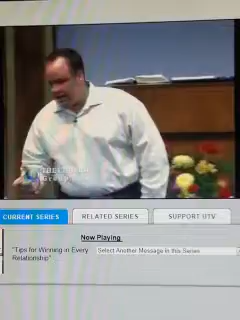 CURRENT SERIES
RELATED SERIES
SUPPORT UTV
Now Playing
"Tips for Winning in Every
Relationship"
Select Another Message in this Series